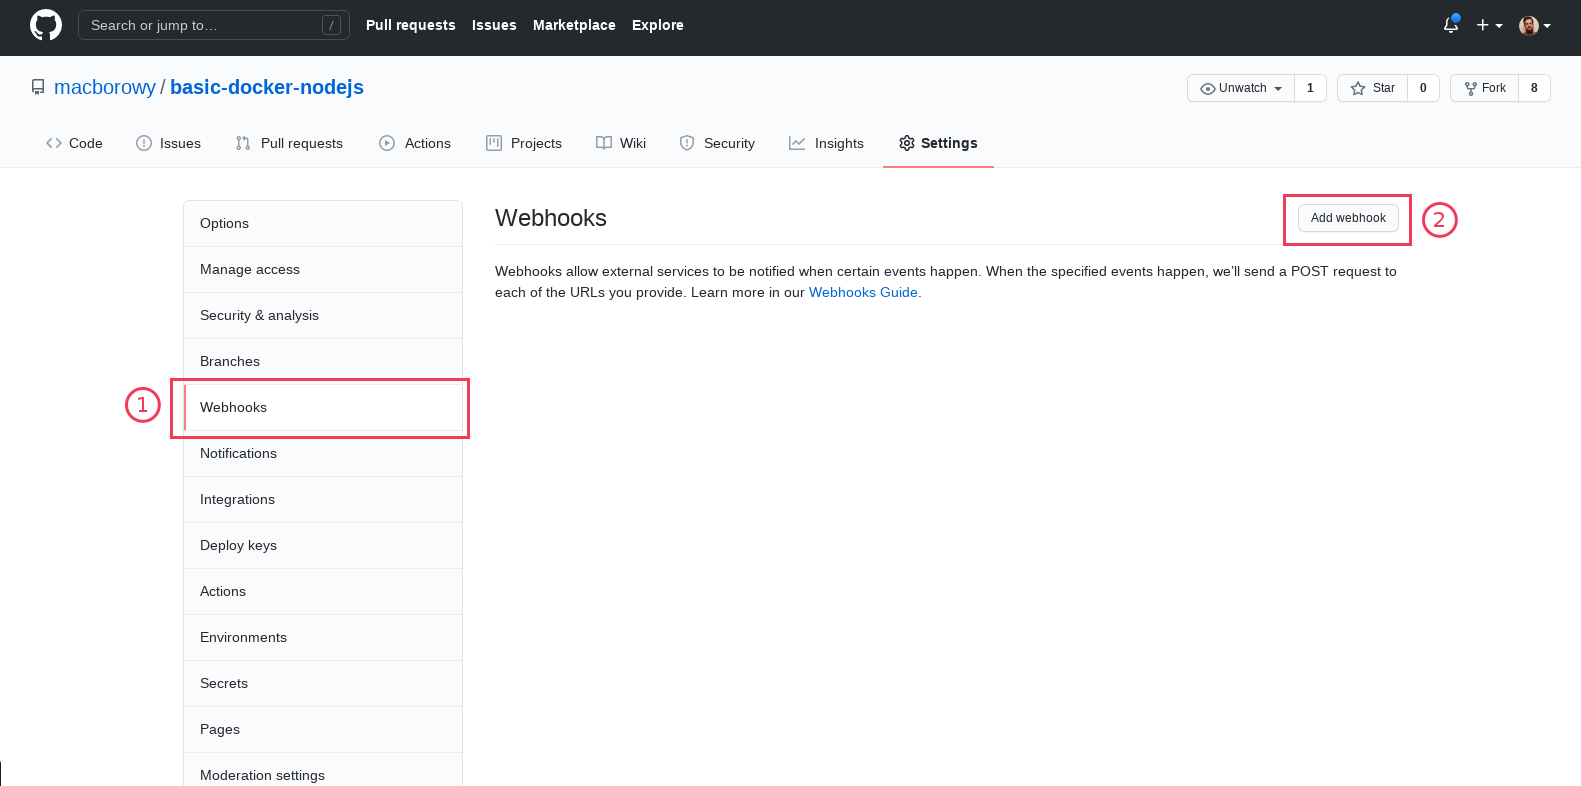 Search or jump to…
/
Pull requests
Issues
Marketplace
Explore
macborowy / basic-docker-nodejs
Unwatch
1
Star
0
Fork
8
Code
Issues
Pull requests
Actions
Projects
Wiki
Security
Insights
Settings
Options
Manage access
Security & analysis
Branches
1
Webhooks
Notifications
Integrations
Deploy keys
Actions
Environments
Secrets
Pages
Moderation settings
Webhooks
Add webhook
2
Webhooks allow external services to be notified when certain events happen. When the specified events happen, we’ll send a POST request to
each of the URLs you provide. Learn more in our Webhooks Guide.